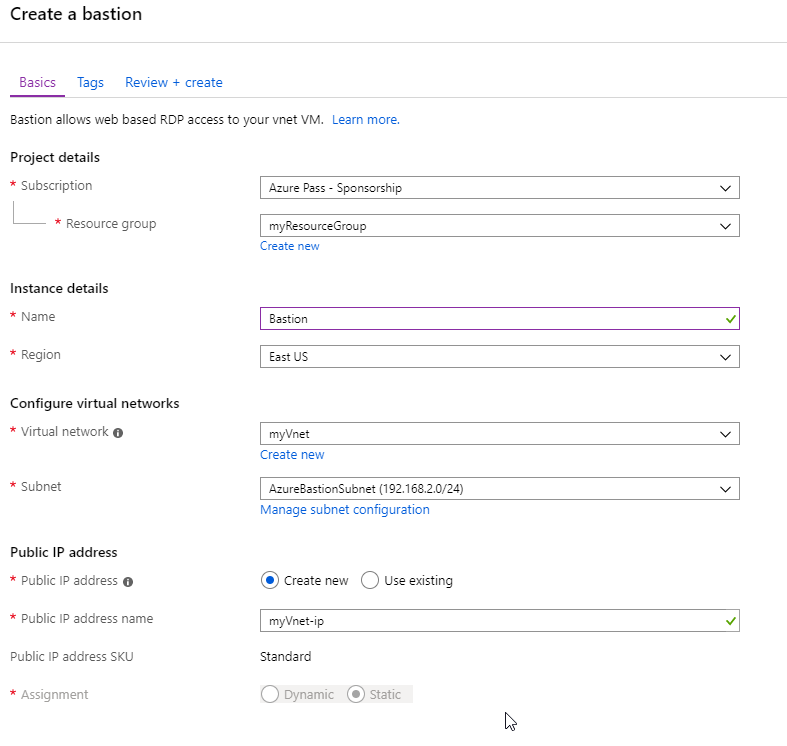 Create a bastion
Basics Tags Review + create
Bastion allows web based RDP access to your vnet VM. Learn more.
Project details
* Subscription Azure Pass - Sponsorship
* Resource group myResourceGroup
Create new
Instance details
* Name Bastion
* Region East US
Configure virtual networks
* Virtual network myVnet
Create new
* Subnet AzureBastionSubnet (192.168.2.0/24)
Manage subnet configuration
Public IP address
* Public IP address Create new Use existing
* Public IP address name myVnet-ip
Public IP address SKU Standard
* Assignment Dynamic Static